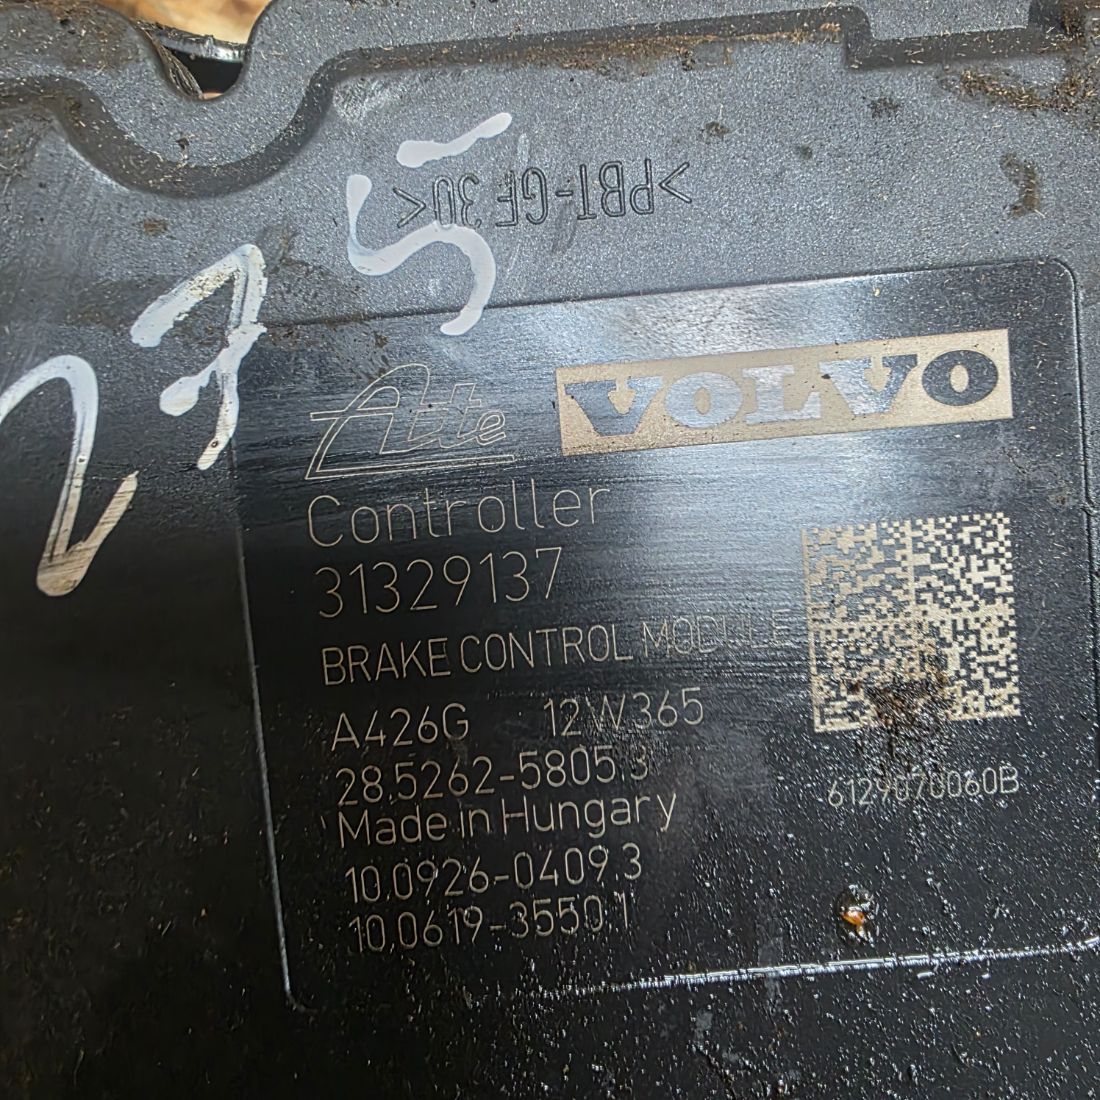 >PBT-GF 30<
275
Ate
VOLVO
Controller
31329137
BRAKE CONTROL MODULE
A426G 12W365
28.5262-5805.3
Made in Hungary
10.0926-0409.3
10.0619-3550.1
6129070060B